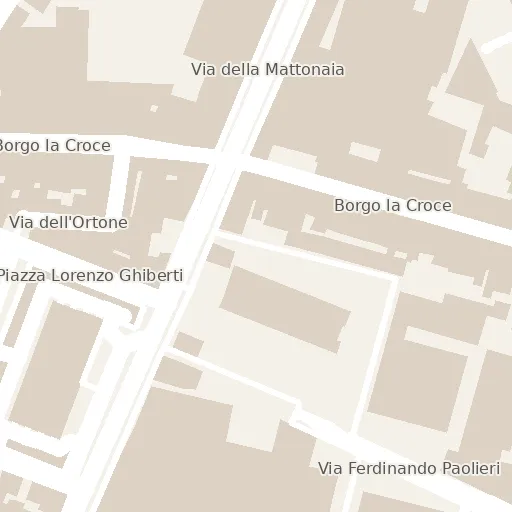 Via della Mattonaia
Borgo la Croce
Borgo la Croce
Via dell'Ortone
Piazza Lorenzo Ghiberti
Via Ferdinando Paolieri